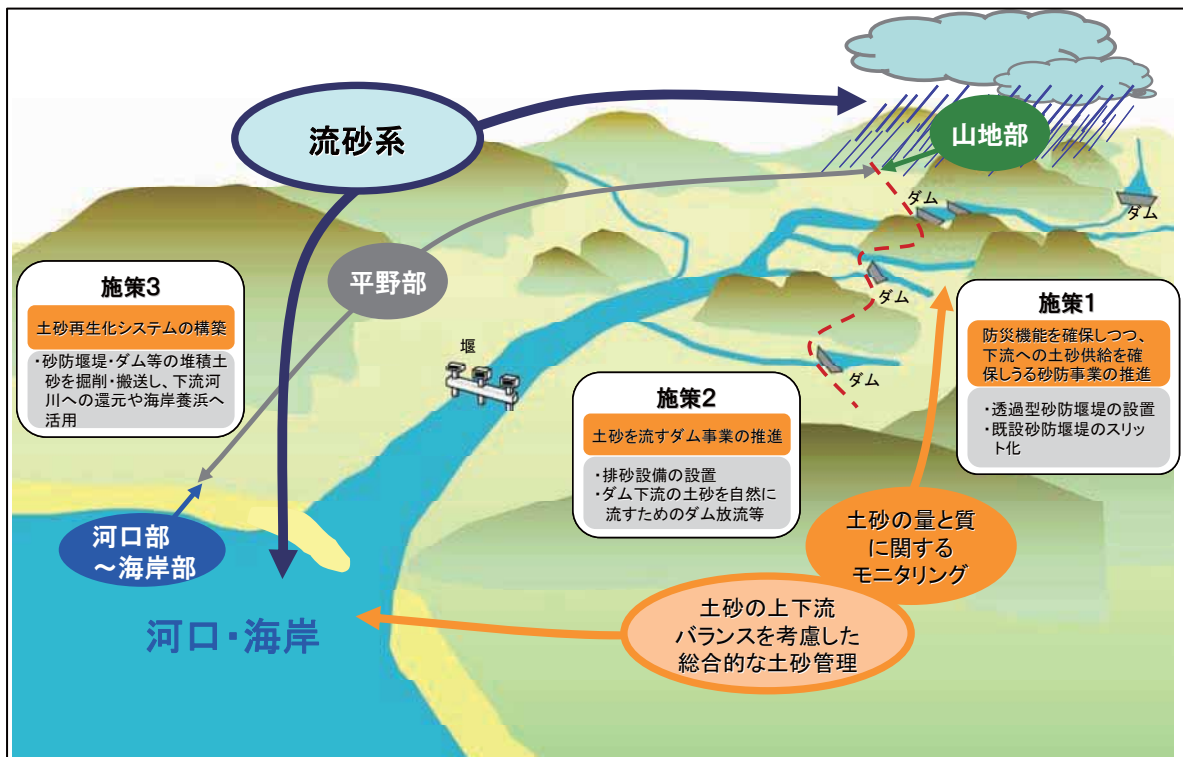 流砂系
山地部
ダム
ダム
ダム
ダム
平野部
堰
施策3
土砂再生化システムの構築
・砂防堰堤・ダム等の堆積土
砂を掘削・搬送し、下流河
川への還元や海岸養浜へ
活用
施策1
防災機能を確保しつつ、
下流への土砂供給を確
保しうる砂防事業の推進
・透過型砂防堰堤の設置
・既設砂防堰堤のスリッ
ト化
施策2
土砂を流すダム事業の推進
・排砂設備の設置
・ダム下流の土砂を自然に
流すためのダム放流等
河口部
~海岸部
河口・海岸
土砂の量と質
に関する
モニタリング
土砂の上下流
バランスを考慮した
総合的な土砂管理